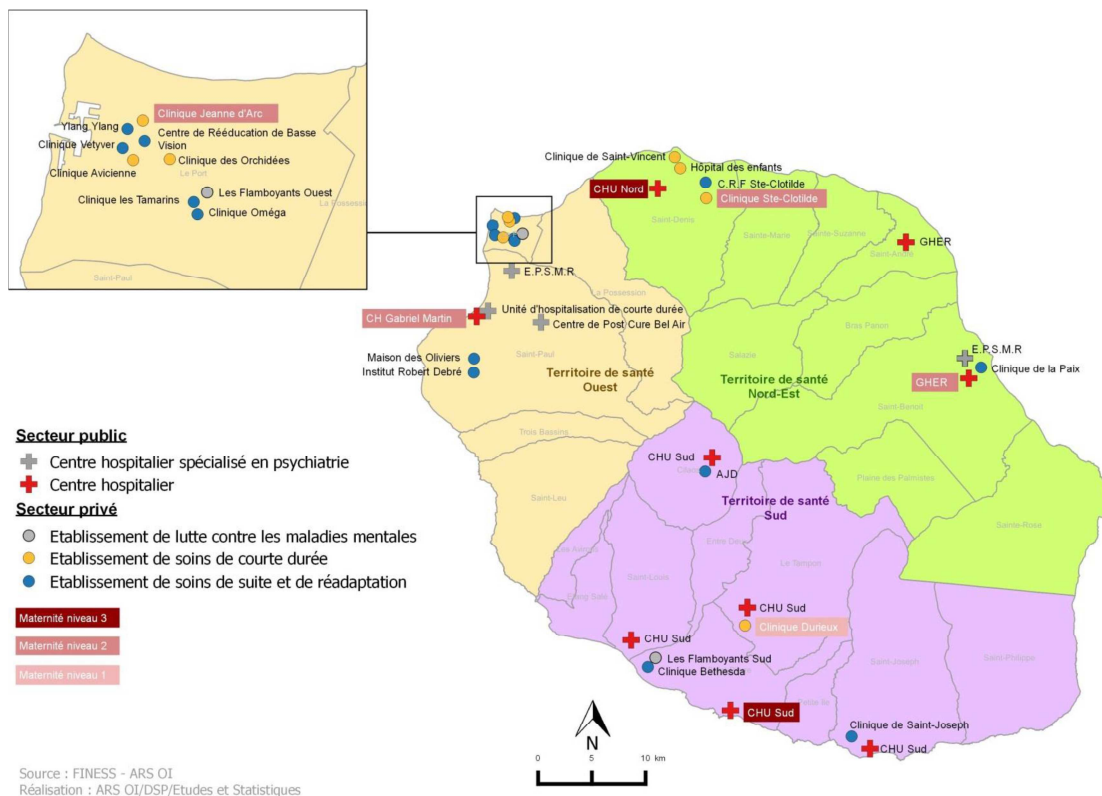 Clinique Jeanne d'Arc
Ylang Ylang
Centre de Rééducation de Basse
Vision
Clinique Vétyver
Clinique des Orchidées
Clinique Avicienne
Le Port
Les Flamboyants Ouest
Clinique les Tamarins
La Possession
Clinique Oméga
Saint-Paul
Clinique de Saint-Vincent
Hôpital des enfants
CHU Nord
C.R.F Ste-Clotilde
Clinique Ste-Clotilde
Saint-Denis
Sainte-Marie
Sainte-Suzanne
GHER
Saint-André
E.P.S.M.R
La Possession
Unité d'hospitalisation de courte durée
CH Gabriel Martin
Centre de Post Cure Bel Air
Bras Panon
E.P.S.M.R
Maison des Oliviers
Saint-Paul
Salazie
Clinique de la Paix
Institut Robert Debré
Territoire de santé
Ouest
Territoire de santé
Nord-Est
GHER
Saint-Benoit
Trois Bassins
Secteur public
Centre hospitalier spécialisé en psychiatrie
Centre hospitalier
CHU Sud
Cilaos
AJD
Plaine des Palmistes
Saint-Leu
Territoire de santé
Sud
Sainte-Rose
Secteur privé
Etablissement de lutte contre les maladies mentales
Etablissement de soins de courte durée
Etablissement de soins de suite et de réadaptation
Les Avirons
Entre Deux
Le Tampon
Saint-Louis
Etang Salé
Maternité niveau 3
Maternité niveau 2
Maternité niveau 1
CHU Sud
Clinique Durieux
CHU Sud
Les Flamboyants Sud
Clinique Bethesda
Saint-Joseph
Saint-Philippe
CHU Sud
Petite Ile
Clinique de Saint-Joseph
CHU Sud
N
0 5 10 km
Source : FINESS - ARS OI
Réalisation : ARS OI/DSP/Etudes et Statistiques